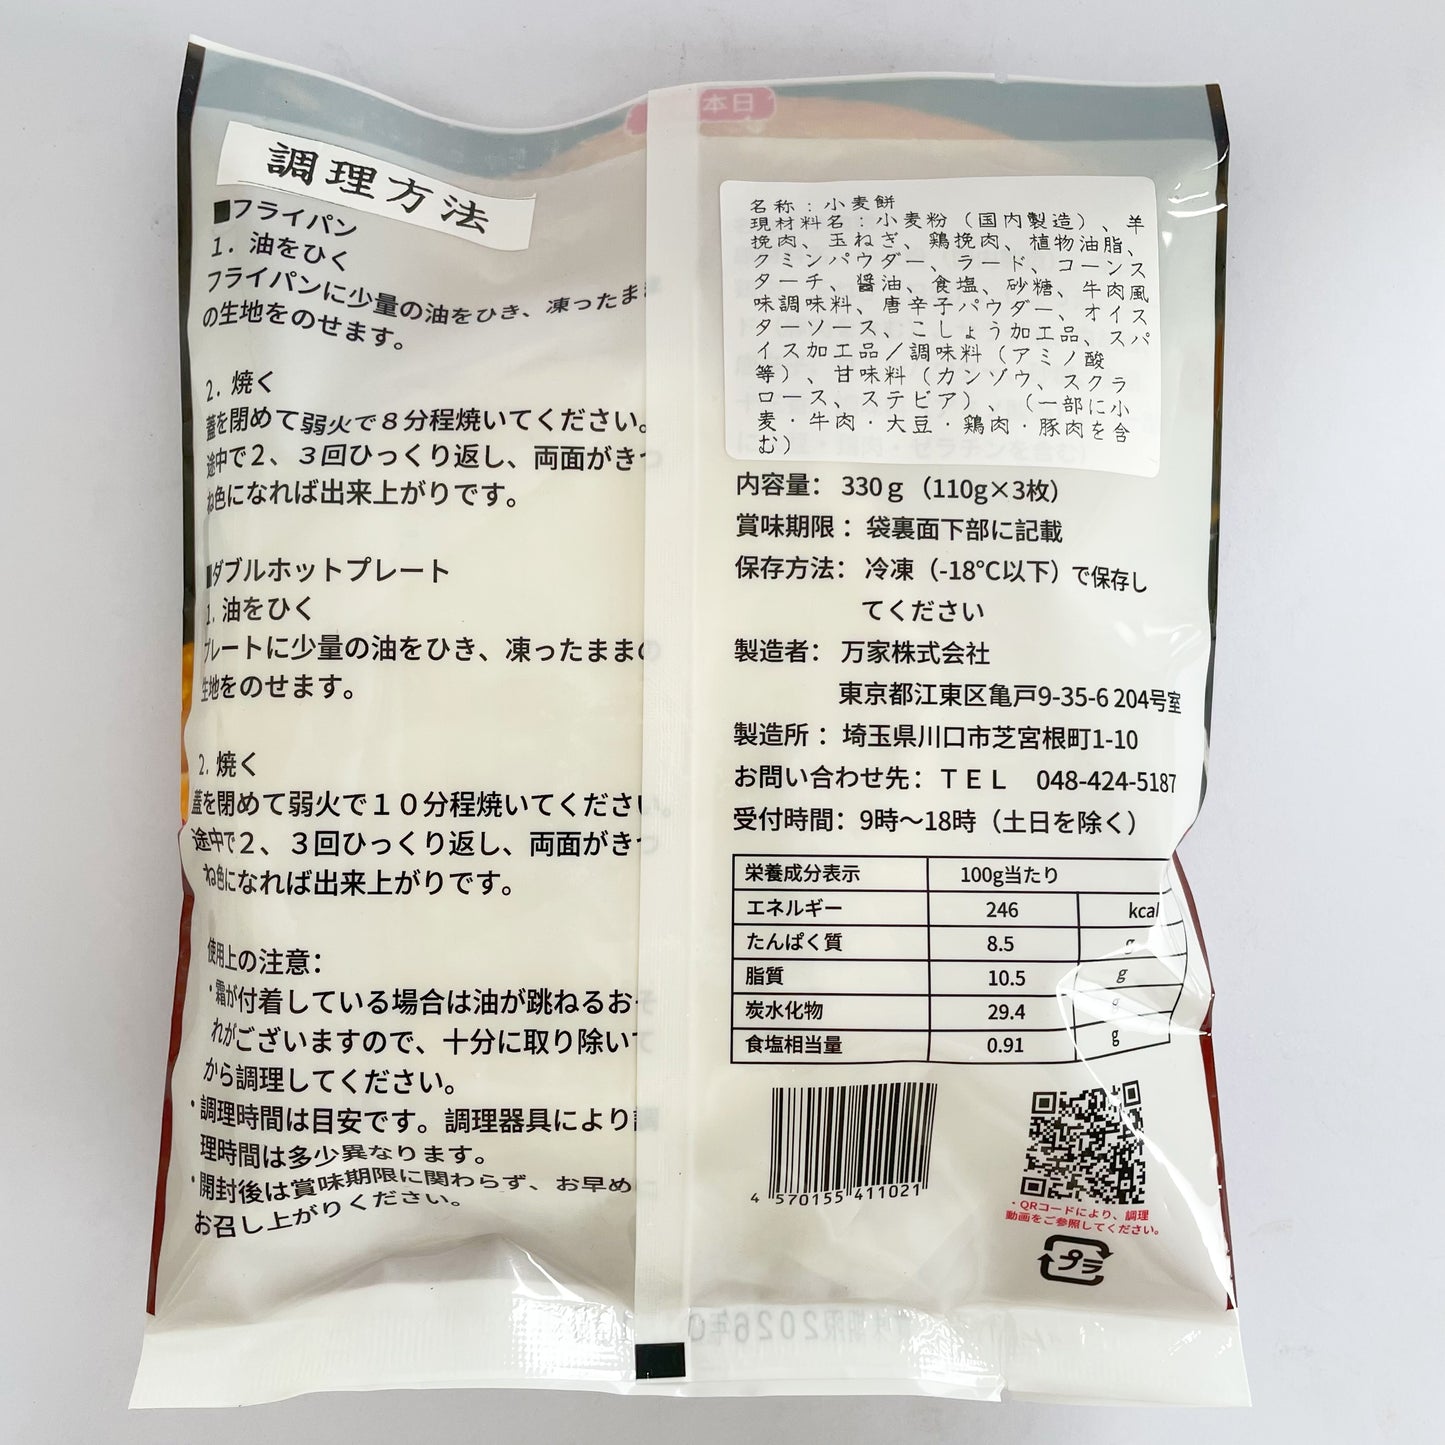 本日
調理方法
■フライパン
1. 油をひく
フライパンに少量の油をひき、凍ったまま
の生地をのせます。
2. 焼く
蓋を閉めて弱火で8分程焼いてください。
途中で2、3回ひっくり返し、両面がきつ
ね色になれば出来上がりです。
■ダブルホットプレート
1. 油をひく
プレートに少量の油をひき、凍ったままの
生地をのせます。
2. 焼く
蓋を閉めて弱火で10分程焼いてください。
途中で2、3回ひっくり返し、両面がきつ
ね色になれば出来上がりです。
使用上の注意:
・霜が付着している場合は油が跳ねるおそ
れがございますので、十分に取り除いて
から調理してください。
・調理時間は目安です。調理器具により調
理時間は多少異なります。
・開封後は賞味期限に関わらず、お早めに
お召し上がりください。
名称:小麦餅
現材料名:小麦粉(国内製造)、羊
挽肉、玉ねぎ、鶏挽肉、植物油脂、
クミンパウダー、ラード、コーンス
ターチ、醤油、食塩、砂糖、牛肉風
味調味料、唐辛子パウダー、オイス
ターソース、こしょう加工品、スパ
イス加工品/調味料(アミノ酸
等)、甘味料(カンゾウ、スクラ
ロース、ステビア)、(一部に小
麦・牛肉・大豆・鶏肉・豚肉を含
む)
内容量: 330g(110g×3枚)
賞味期限: 袋裏面下部に記載
保存方法: 冷凍(-18℃以下)で保存し
てください
製造者: 万家株式会社
東京都江東区亀戸9-35-6 204号室
製造所: 埼玉県川口市芝宮根町1-10
お問い合わせ先: TEL 048-424-5187
受付時間: 9時〜18時(土日を除く)
栄養成分表示 100g当たり
エネルギー 246 kcal
たんぱく質 8.5 g
脂質 10.5 g
炭水化物 29.4 g
食塩相当量 0.91 g
4 570155 411021
・QRコードにより、調理
動画をご参照してください。
プラ